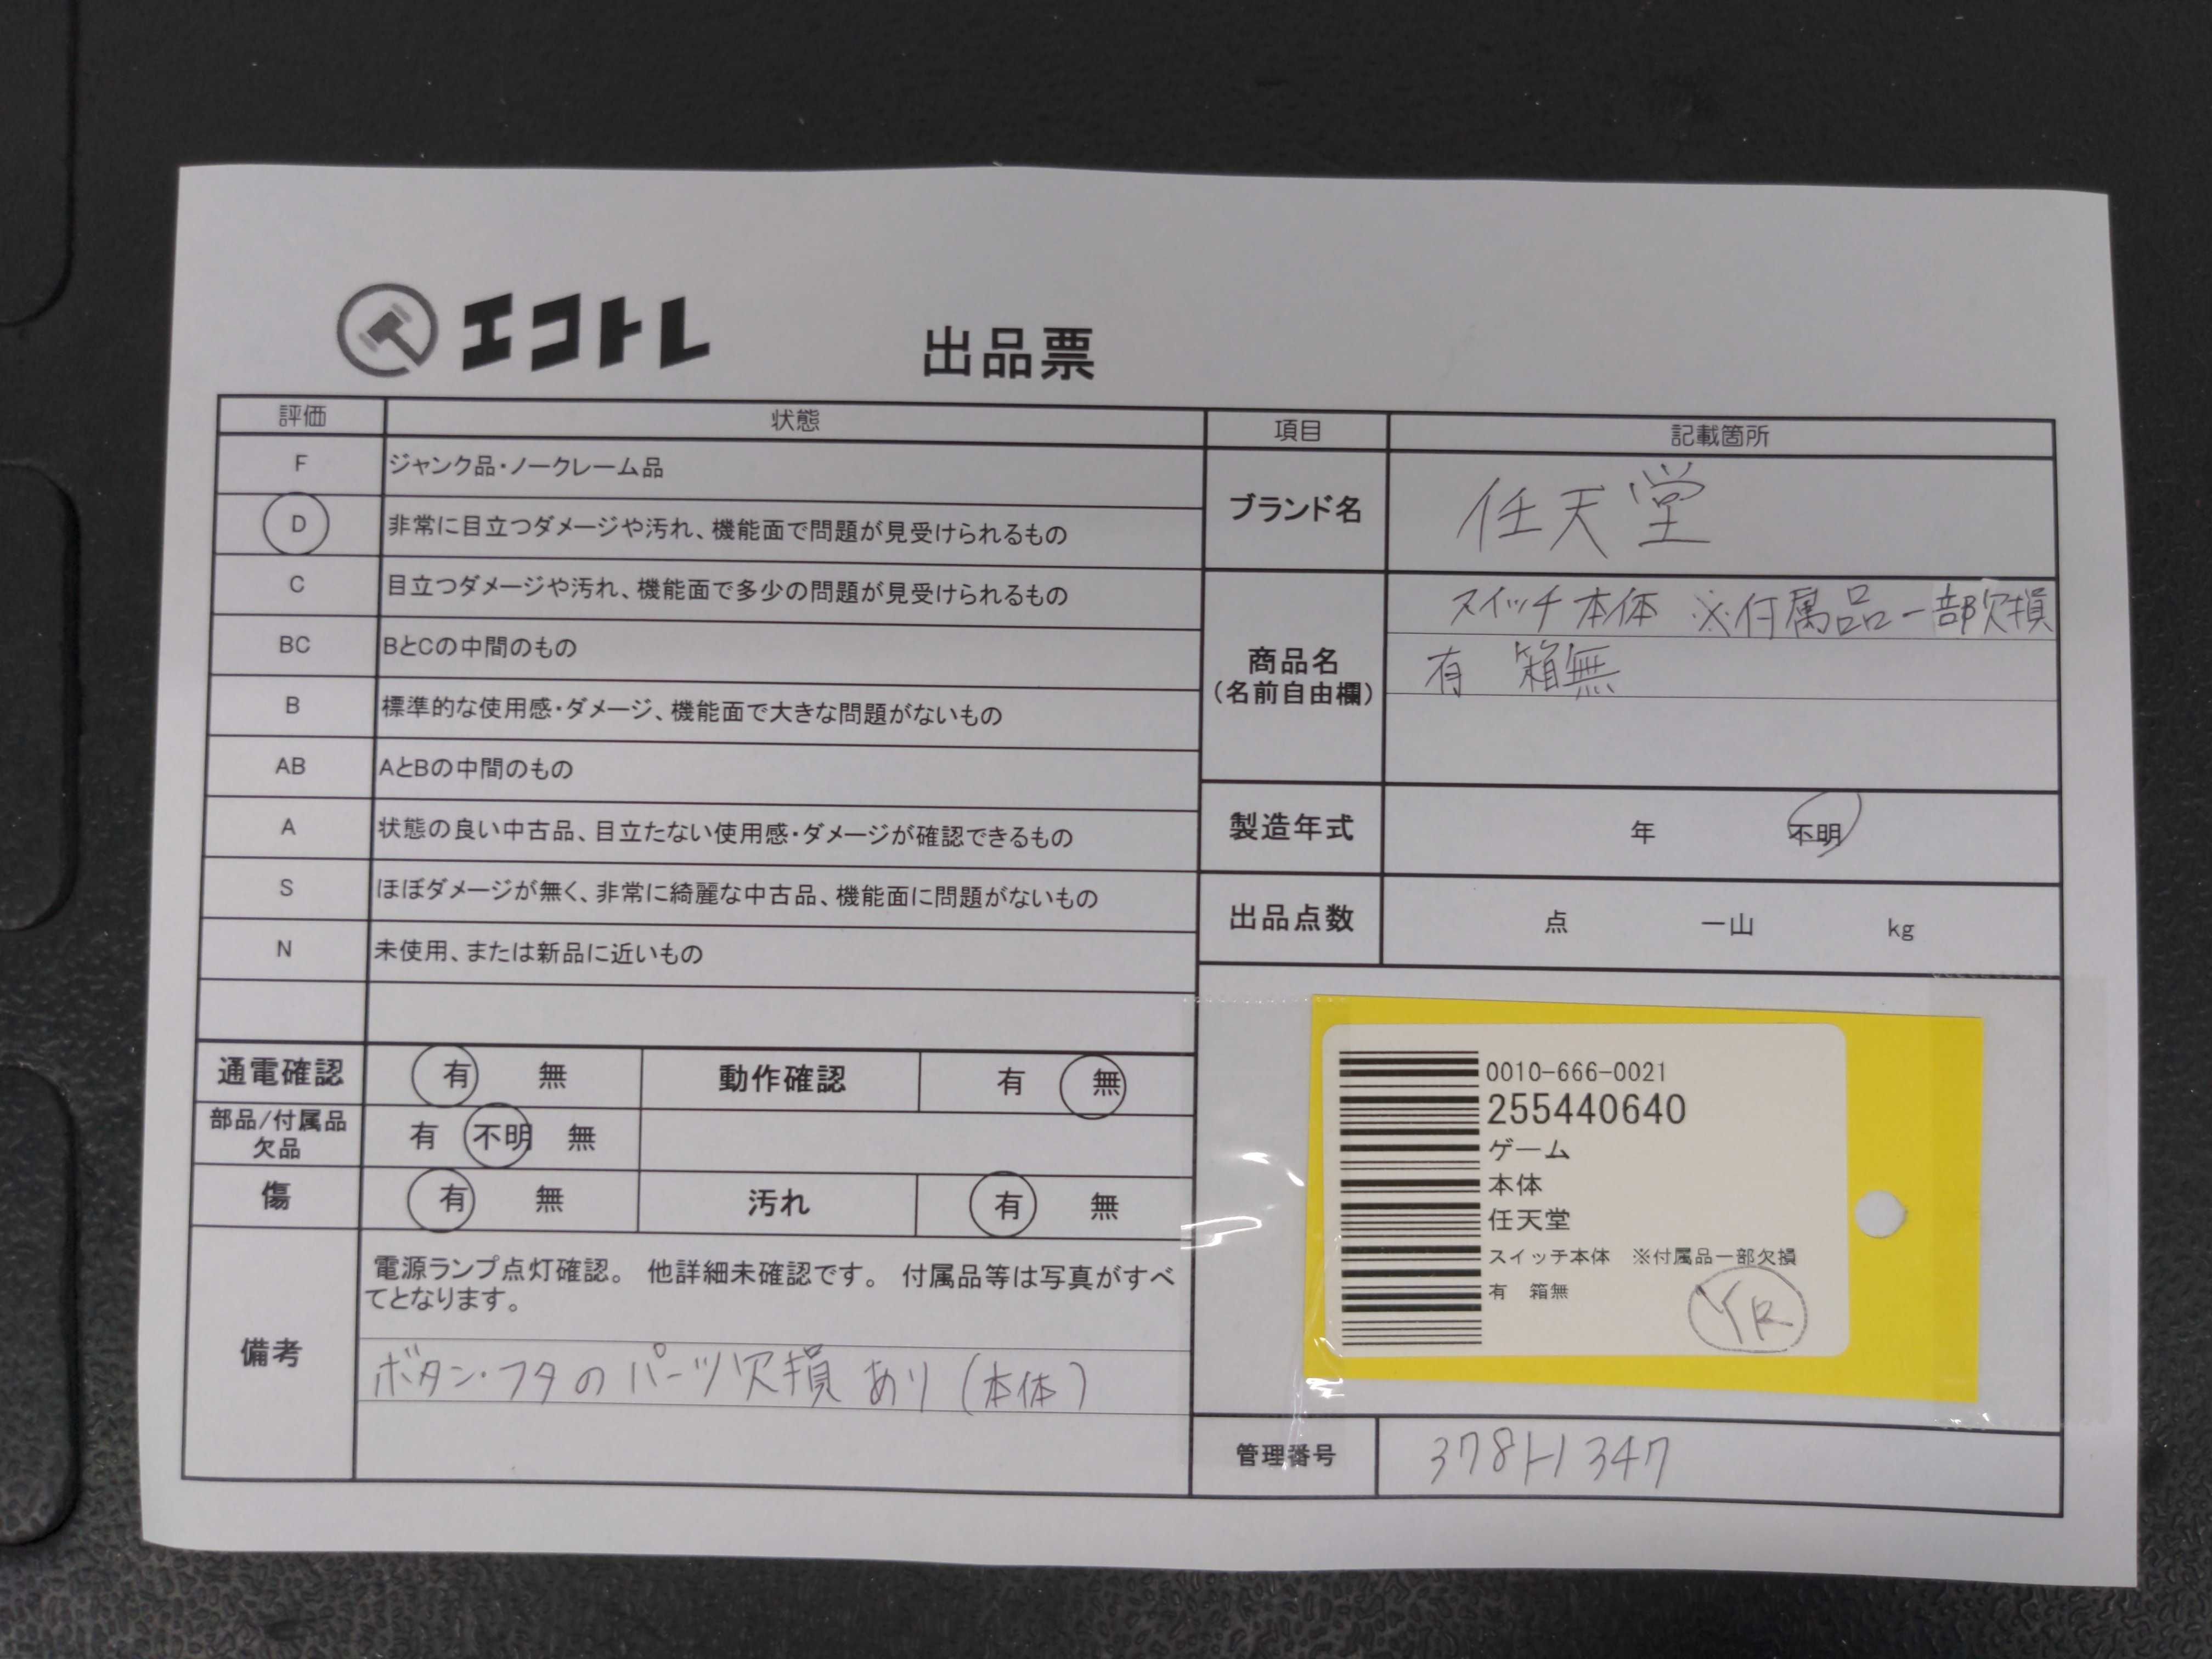 エコトレ
出品票
評価 状態
F ジャンク品・ノークレーム品
D 非常に目立つダメージや汚れ、機能面で問題が見受けられるもの
C 目立つダメージや汚れ、機能面で多少の問題が見受けられるもの
BC BとCの中間のもの
B 標準的な使用感・ダメージ、機能面で大きな問題がないもの
AB AとBの中間のもの
A 状態の良い中古品、目立たない使用感・ダメージが確認できるもの
S ほぼダメージが無く、非常に綺麗な中古品、機能面に問題がないもの
N 未使用、または新品に近いもの
通電確認 有 無 動作確認 有 無
部品/付属品
欠品
有 不明 無
傷 有 無 汚れ 有 無
備考
電源ランプ点灯確認。 他詳細未確認です。 付属品等は写真がすべ
てとなります。
ボタン・フタのパーツ欠損あり(本体)
項目 記載箇所
ブランド名 任天堂
商品名
(名前自由欄)
スイッチ本体 ※付属品一部欠損
有 箱無
製造年式 年 不明
出品点数 点 一山 kg
0010-666-0021
255440640
ゲーム
本体
任天堂
スイッチ本体 ※付属品一部欠損
有 箱無
YR
管理番号 378H347